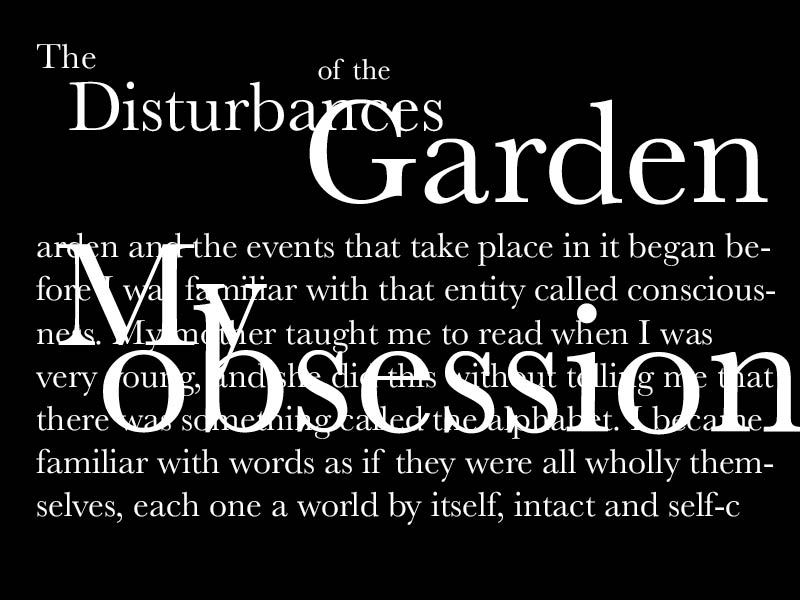 The
of the
Disturbances
Garden
My
obsession
arden and the events that take place in it began be-
fore I was familiar with that entity called conscious-
ness. My mother taught me to read when I was
very young, and she did this without telling me that
there was something called the alphabet. I became
familiar with words as if they were all wholly them-
selves, each one a world by itself, intact and self-c